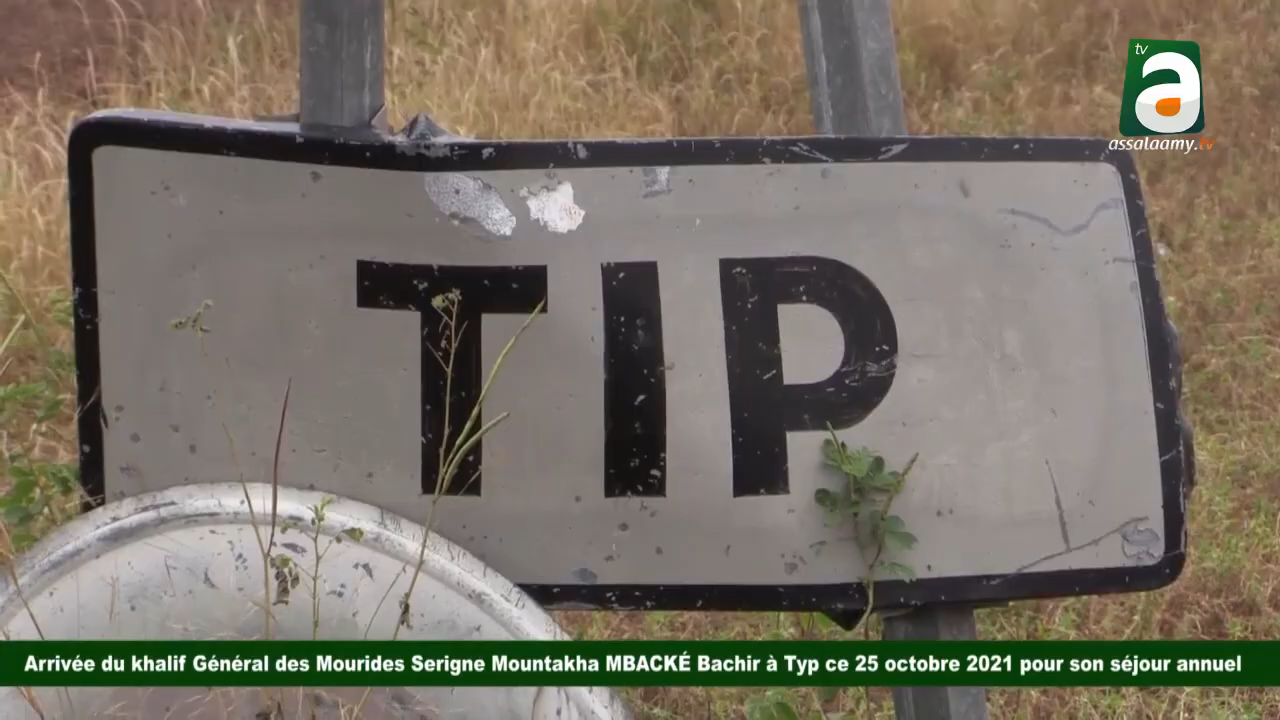 tv
a
assalaamy.tv
TIP
Arrivée du khalif Général des Mourides Serigne Mountakha MBACKÉ Bachir à Typ ce 25 octobre 2021 pour son séjour annuel